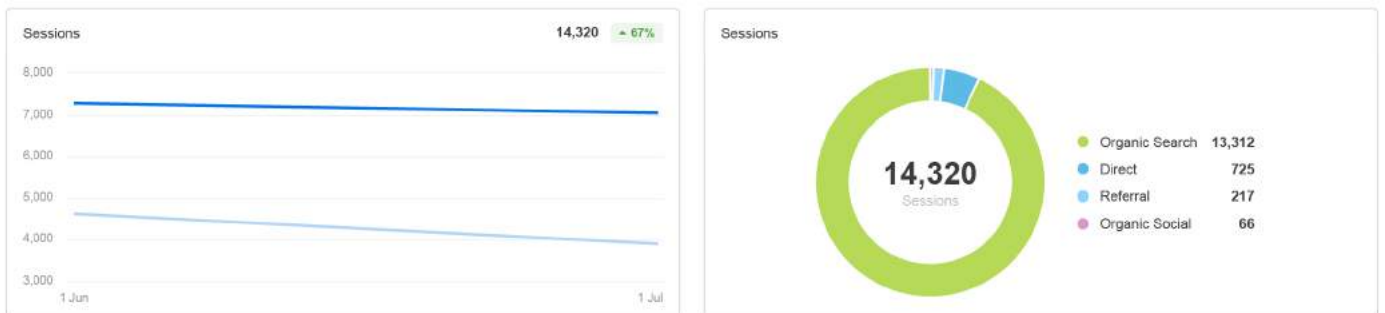 Sessions 14,320 67%
8,000
7,000
6,000
5,000
4,000
3,000
1 Jun 1 Jul
Sessions
14,320
Sessions
Organic Search 13,312
Direct 725
Referral 217
Organic Social 66